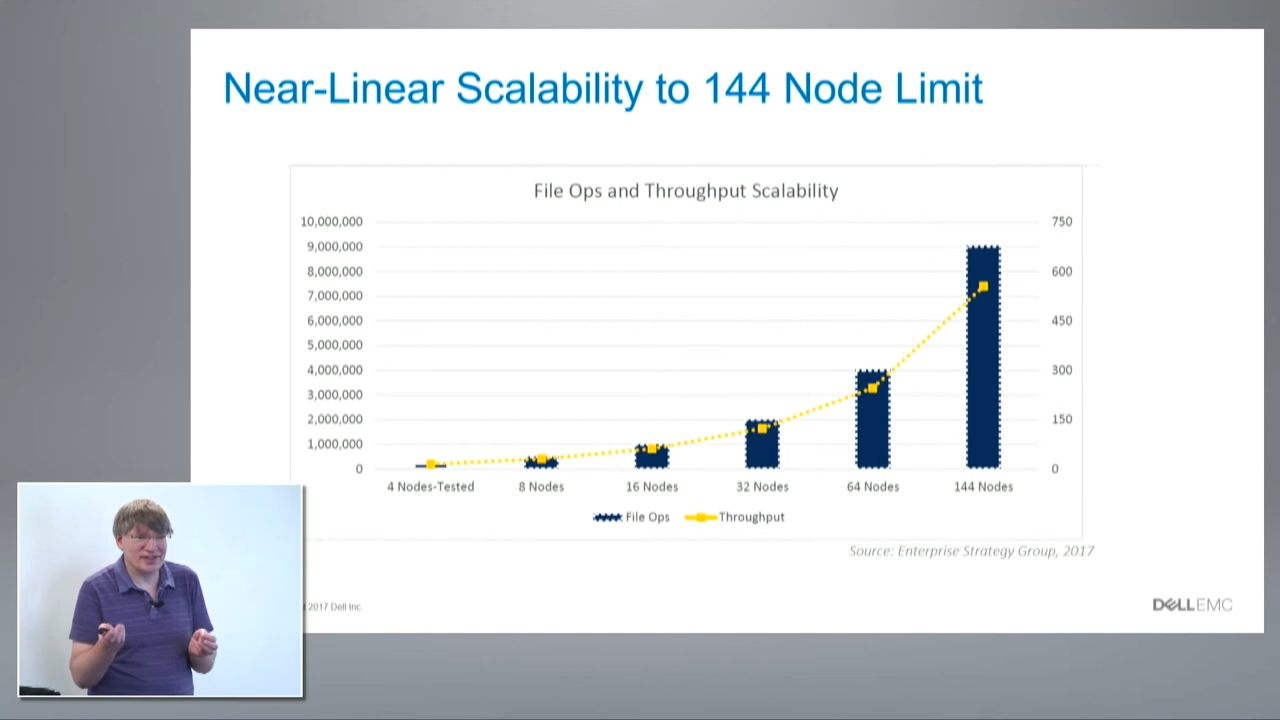 Near-Linear Scalability to 144 Node Limit
File Ops and Throughput Scalability
10,000,000
9,000,000
8,000,000
7,000,000
6,000,000
5,000,000
4,000,000
3,000,000
2,000,000
1,000,000
0
750
600
450
300
150
0
4 Nodes-Tested 8 Nodes 16 Nodes 32 Nodes 64 Nodes 144 Nodes
File Ops Throughput
Source: Enterprise Strategy Group, 2017
2017 Dell Inc.
DELLEMC